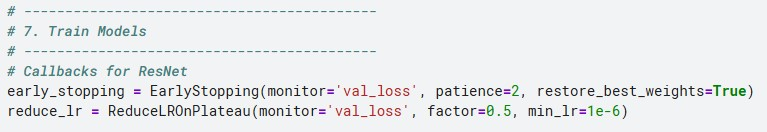 # ----------------------------------------
# 7. Train Models
# ----------------------------------------
# Callbacks for ResNet
early_stopping = EarlyStopping(monitor='val_loss', patience=2, restore_best_weights=True)
reduce_lr = ReduceLROnPlateau(monitor='val_loss', factor=0.5, min_lr=1e-6)